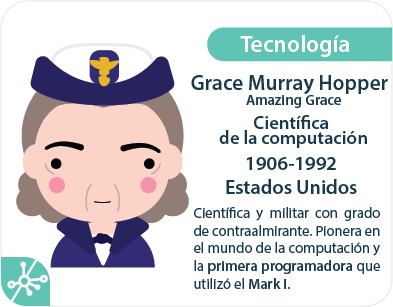 Tecnología
Grace Murray Hopper
Amazing Grace
Científica
de la computación
1906-1992
Estados Unidos
Científica y militar con grado
de contraalmirante. Pionera en
el mundo de la computación y
la primera programadora que
utilizó el Mark I.